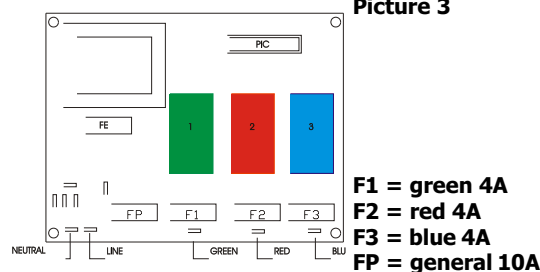 Picture 3
PIC
FE
1 2 3
FP F1 F2 F3
NEUTRAL LINE GREEN RED BLU
F1 = green 4A
F2 = red 4A
F3 = blue 4A
FP = general 10A